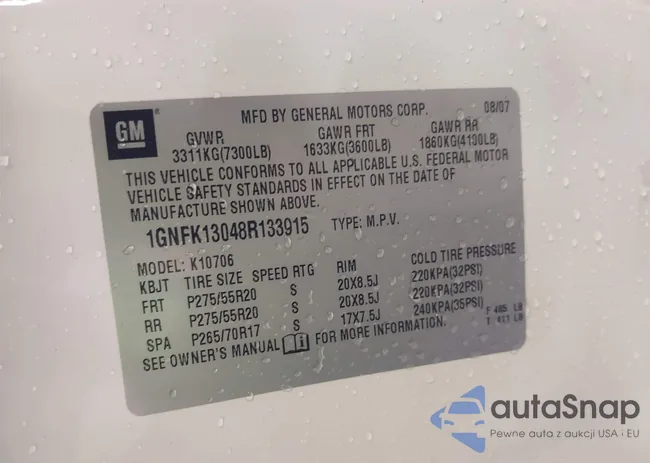 MFD BY GENERAL MOTORS CORP. 08/07
GM
GVWR GAWR FRT GAWR RR
3311KG(7300LB) 1633KG(3600LB) 1860KG(4100LB)
THIS VEHICLE CONFORMS TO ALL APPLICABLE U.S. FEDERAL MOTOR
VEHICLE SAFETY STANDARDS IN EFFECT ON THE DATE OF
MANUFACTURE SHOWN ABOVE.
1GNFK13048R133915 TYPE: M.P.V.
MODEL: K10706
KBJT TIRE SIZE SPEED RTG RIM COLD TIRE PRESSURE
FRT P275/55R20 S 20X8.5J 220KPA(32PSI)
RR P275/55R20 S 20X8.5J 220KPA(32PSI)
SPA P265/70R17 S 17X7.5J 240KPA(35PSI)
SEE OWNER'S MANUAL FOR MORE INFORMATION.
F 485 LB
T 411 LB
autaSnap
Pewne auta z aukcji USA i EU